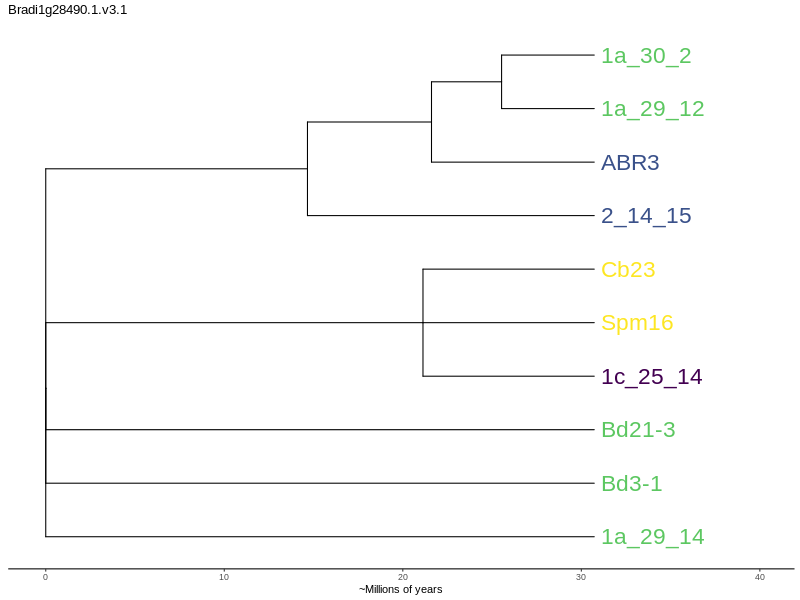 Bradi1g28490.1.v3.1
1a_30_2
1a_29_12
ABR3
2_14_15
Cb23
Spm16
1c_25_14
Bd21-3
Bd3-1
1a_29_14
0 10 20 30 40
~Millions of years